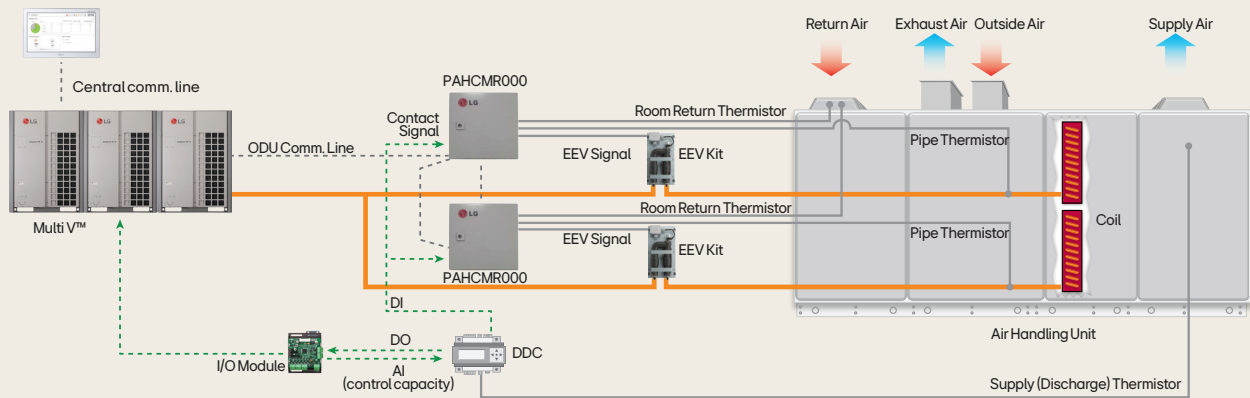 Return Air
Exhaust Air
Outside Air
Supply Air
PAHCMR000
Central comm. line
LG
LG
LG
LG
Contact
Signal
Room Return Thermistor
ODU Comm. Line
EEV Signal
EEV Kit
Pipe Thermistor
Multi V™
LG
Room Return Thermistor
EEV Signal
EEV Kit
Pipe Thermistor
Coil
PAHCMR000
DI
Air Handling Unit
DO
DDC
I/O Module
AI
(control capacity)
Supply (Discharge) Thermistor